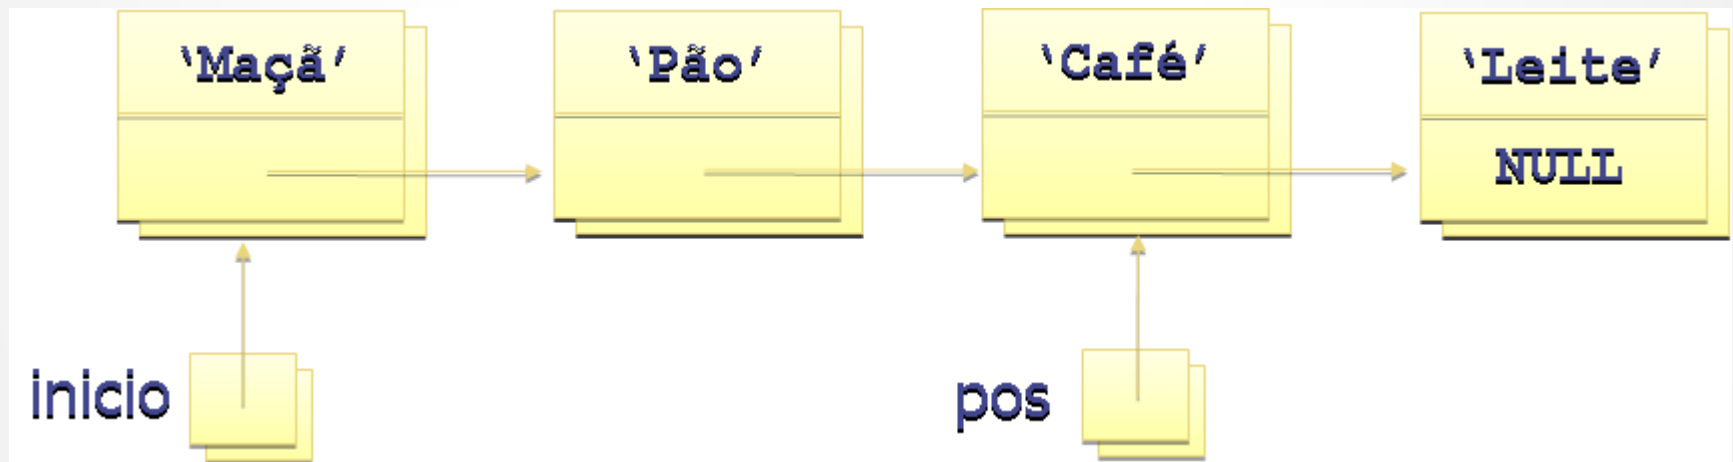 ‘Maçã’
‘Pão’
‘Café’
‘Leite’
NULL
inicio
pos